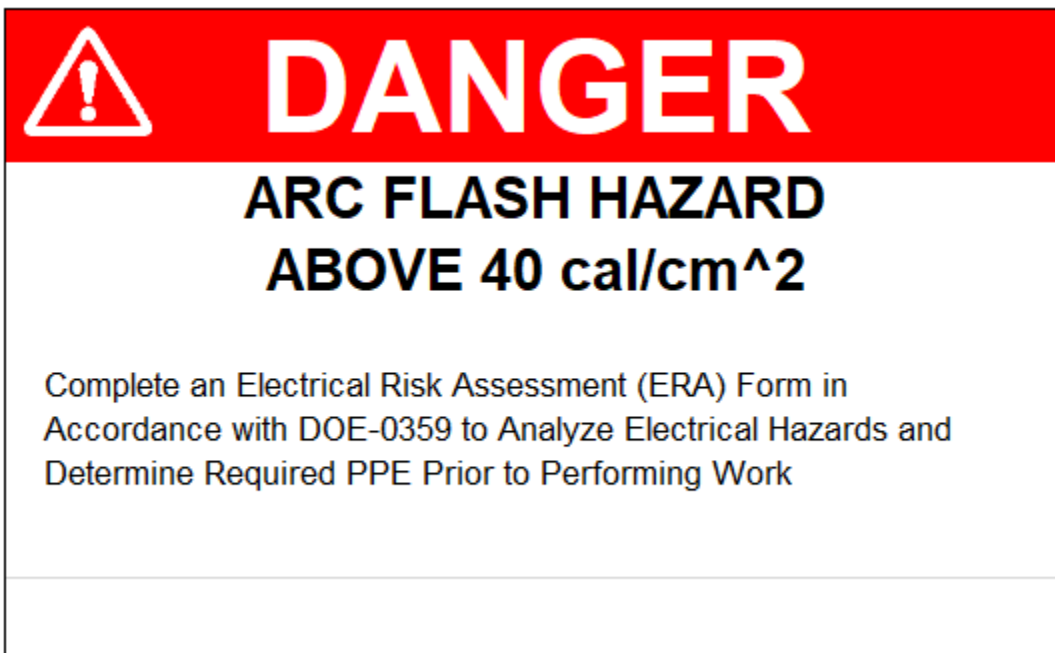 DANGER
ARC FLASH HAZARD
ABOVE 40 cal/cm^2
Complete an Electrical Risk Assessment (ERA) Form in
Accordance with DOE-0359 to Analyze Electrical Hazards and
Determine Required PPE Prior to Performing Work